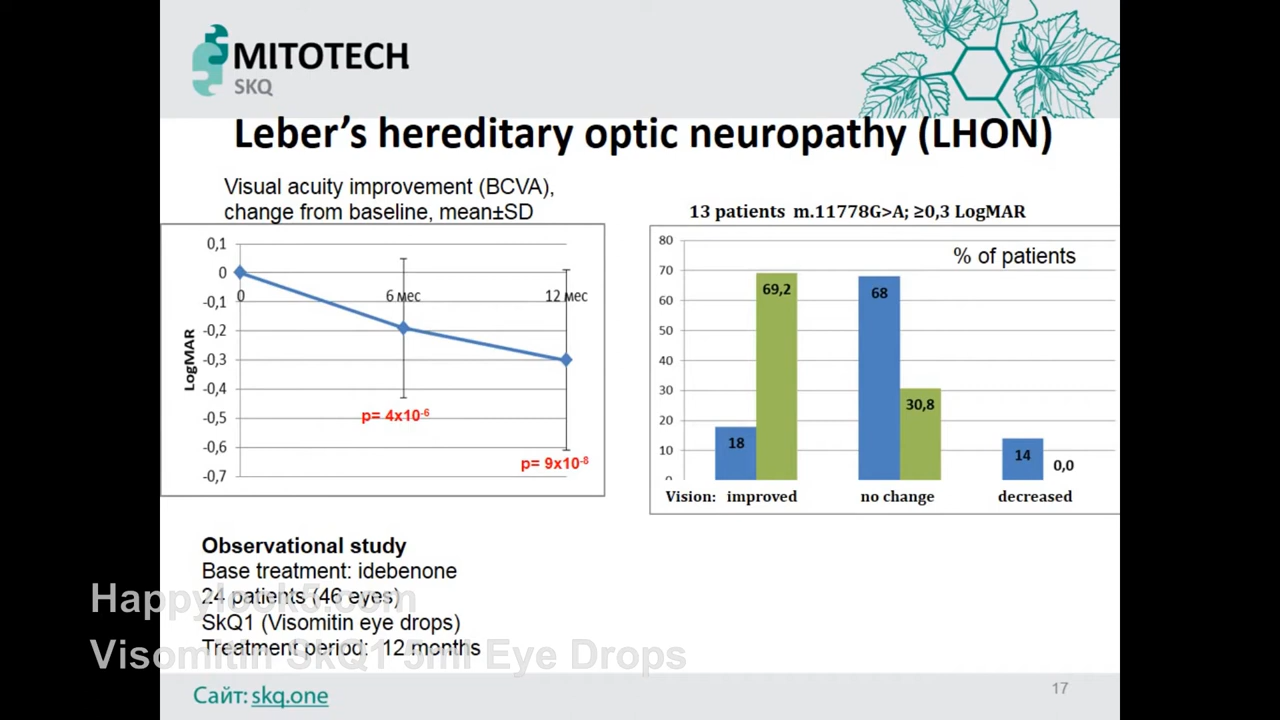 MITOTECH
SKQ
Leber's hereditary optic neuropathy (LHON)
Visual acuity improvement (BCVA),
change from baseline, mean±SD
0,1
0
-0,1
-0,2
-0,3
-0,4
-0,5
-0,6
-0,7
LogMAR
0
6 мес
12 мес
p= 4x10-6
p= 9x10-8
13 patients m.11778G>A; ≥0,3 LogMAR
% of patients
80
70
60
50
40
30
20
10
0
18
69,2
68
30,8
14
0,0
Vision: improved no change decreased
Observational study
Base treatment: idebenone
24 patients (46 eyes)
SkQ1 (Visomitin eye drops)
Treatment period: 12 months
Happylook5.com
Visomitin SkQ1 5ml Eye Drops
Сайт: skq.one
17